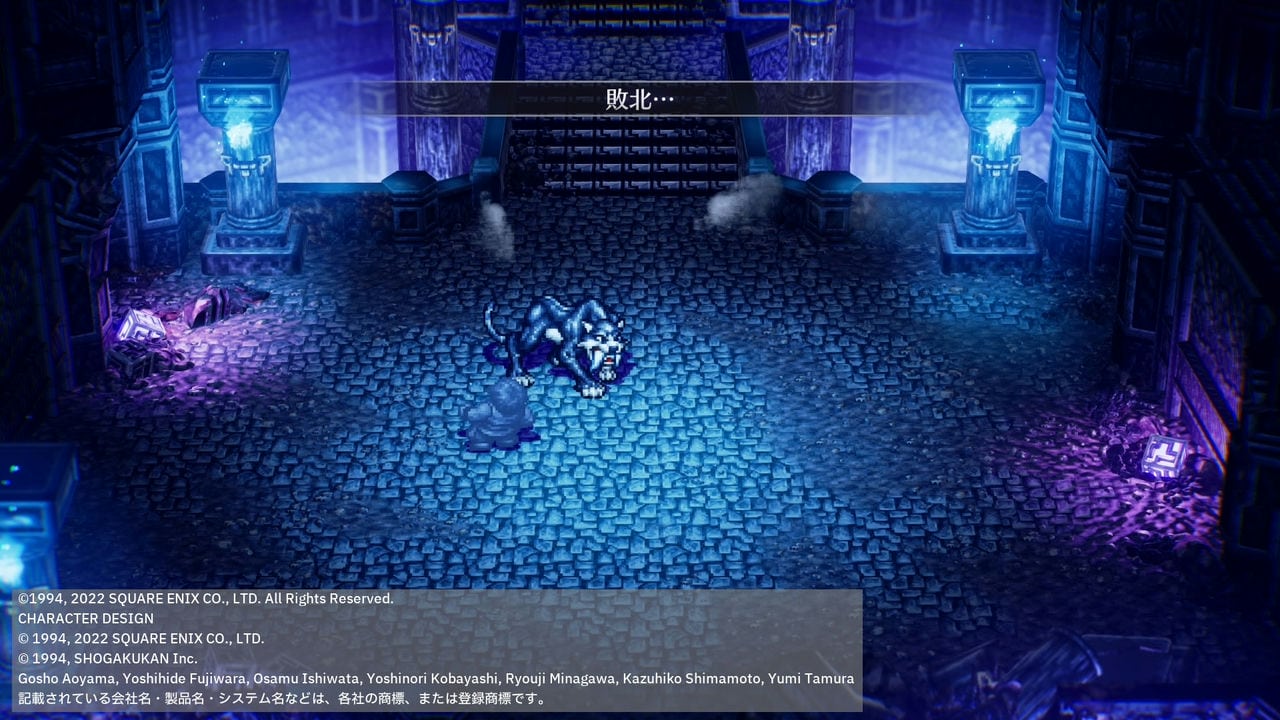 敗北…
©1994, 2022 SQUARE ENIX CO., LTD. All Rights Reserved.
CHARACTER DESIGN
© 1994, 2022 SQUARE ENIX CO., LTD.
© 1994, SHOGAKUKAN Inc.
Gosho Aoyama, Yoshihide Fujiwara, Osamu Ishiwata, Yoshinori Kobayashi, Ryouji Minagawa, Kazuhiko Shimamoto, Yumi Tamura
記載されている会社名・製品名・システム名などは、各社の商標、または登録商標です。